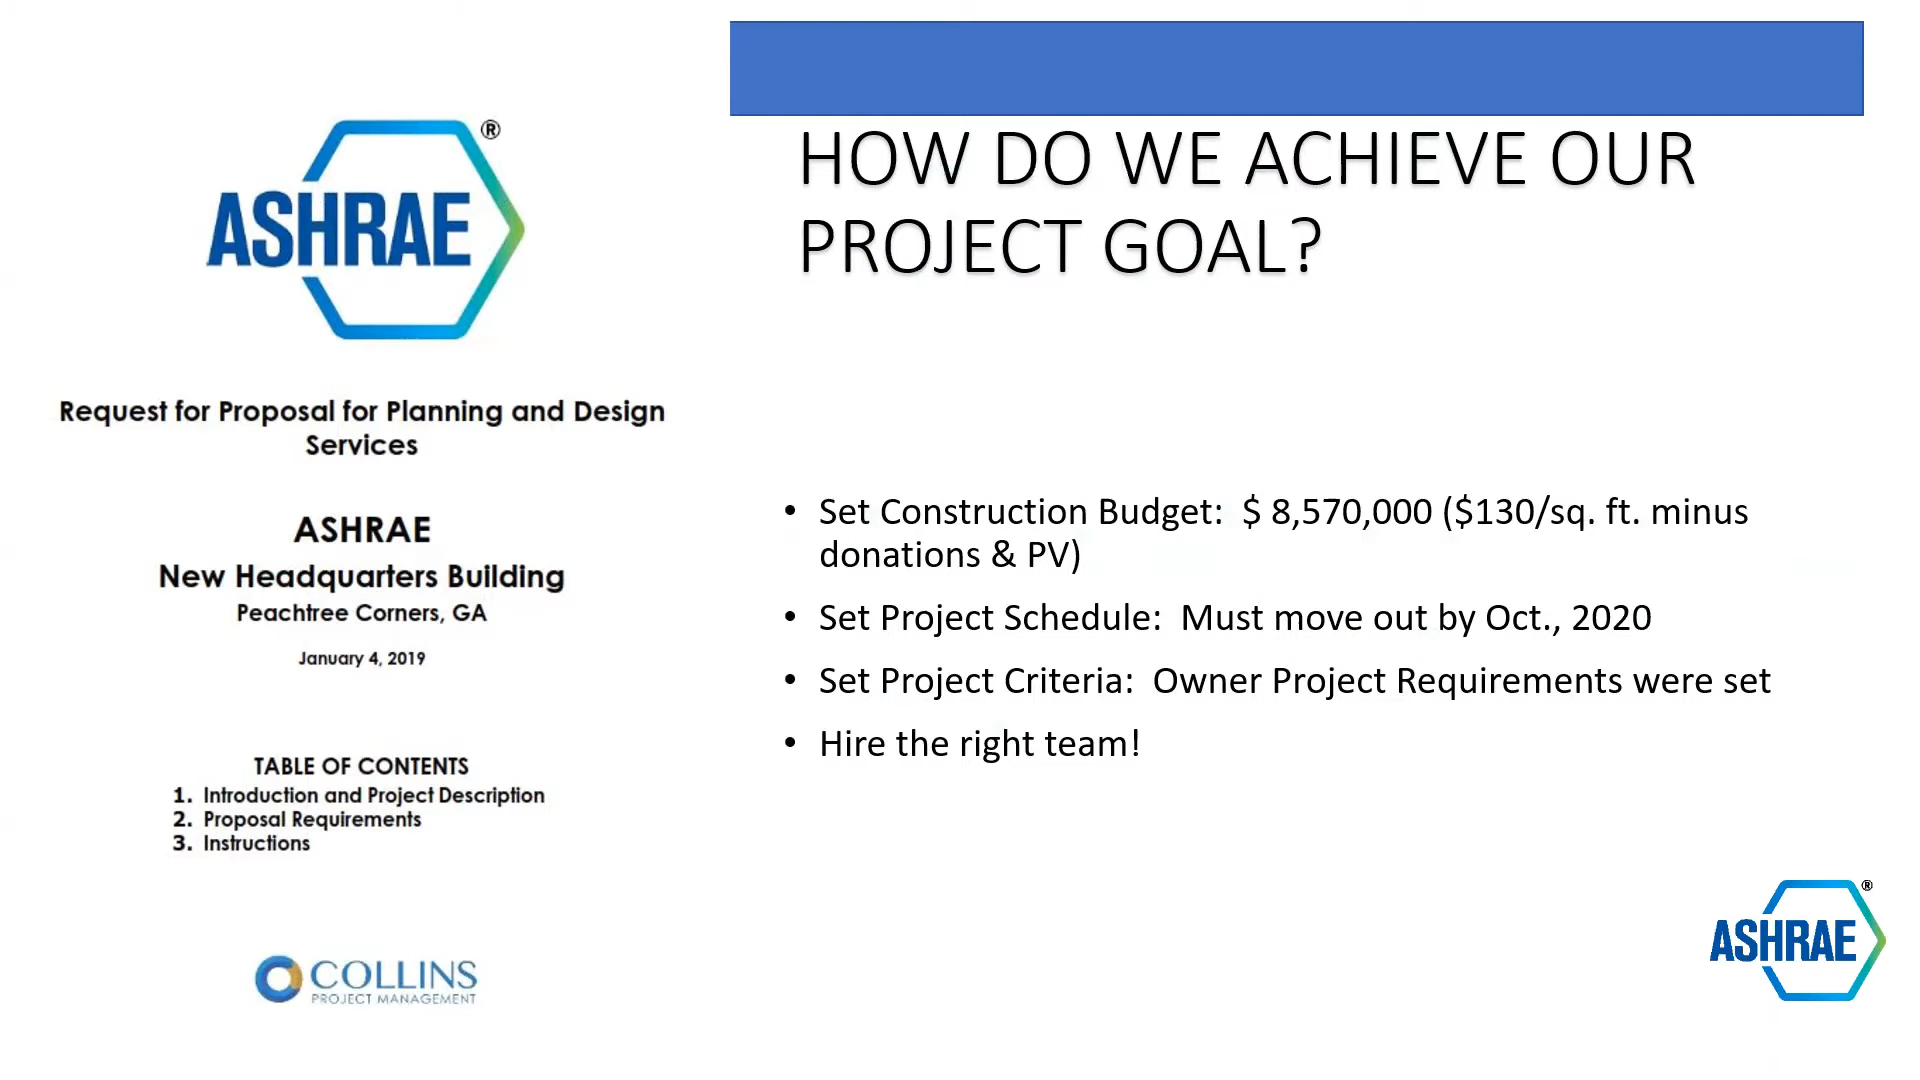 ASHRAE®
Request for Proposal for Planning and Design
Services
ASHRAE
New Headquarters Building
Peachtree Corners, GA
January 4, 2019
TABLE OF CONTENTS
1. Introduction and Project Description
2. Proposal Requirements
3. Instructions
COLLINS
PROJECT MANAGEMENT
HOW DO WE ACHIEVE OUR
PROJECT GOAL?
• Set Construction Budget: $ 8,570,000 ($130/sq. ft. minus
donations & PV)
• Set Project Schedule: Must move out by Oct., 2020
• Set Project Criteria: Owner Project Requirements were set
• Hire the right team!
ASHRAE®